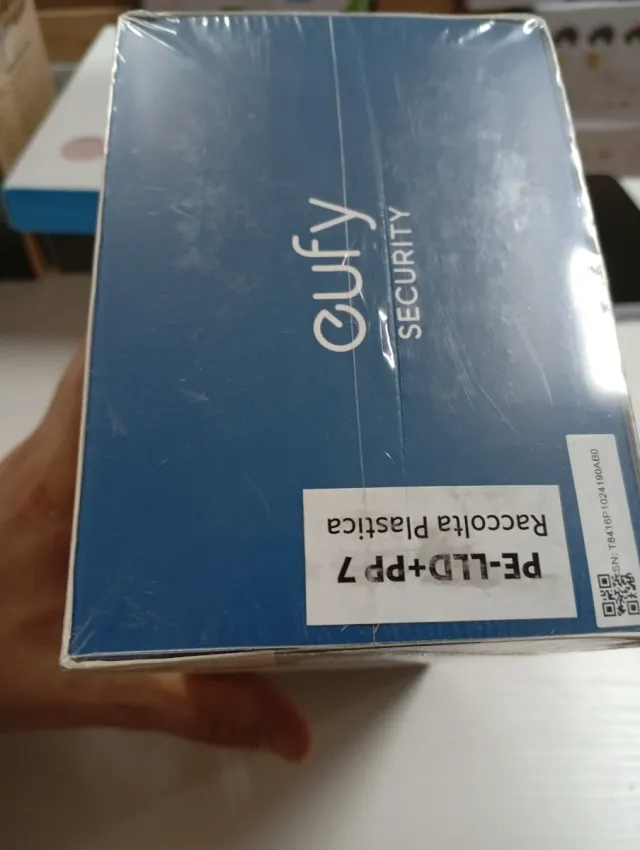 eufy
SECURITY
PE-LLD+PP 7
Raccolta Plastica
SN: T8416P1024190AB0